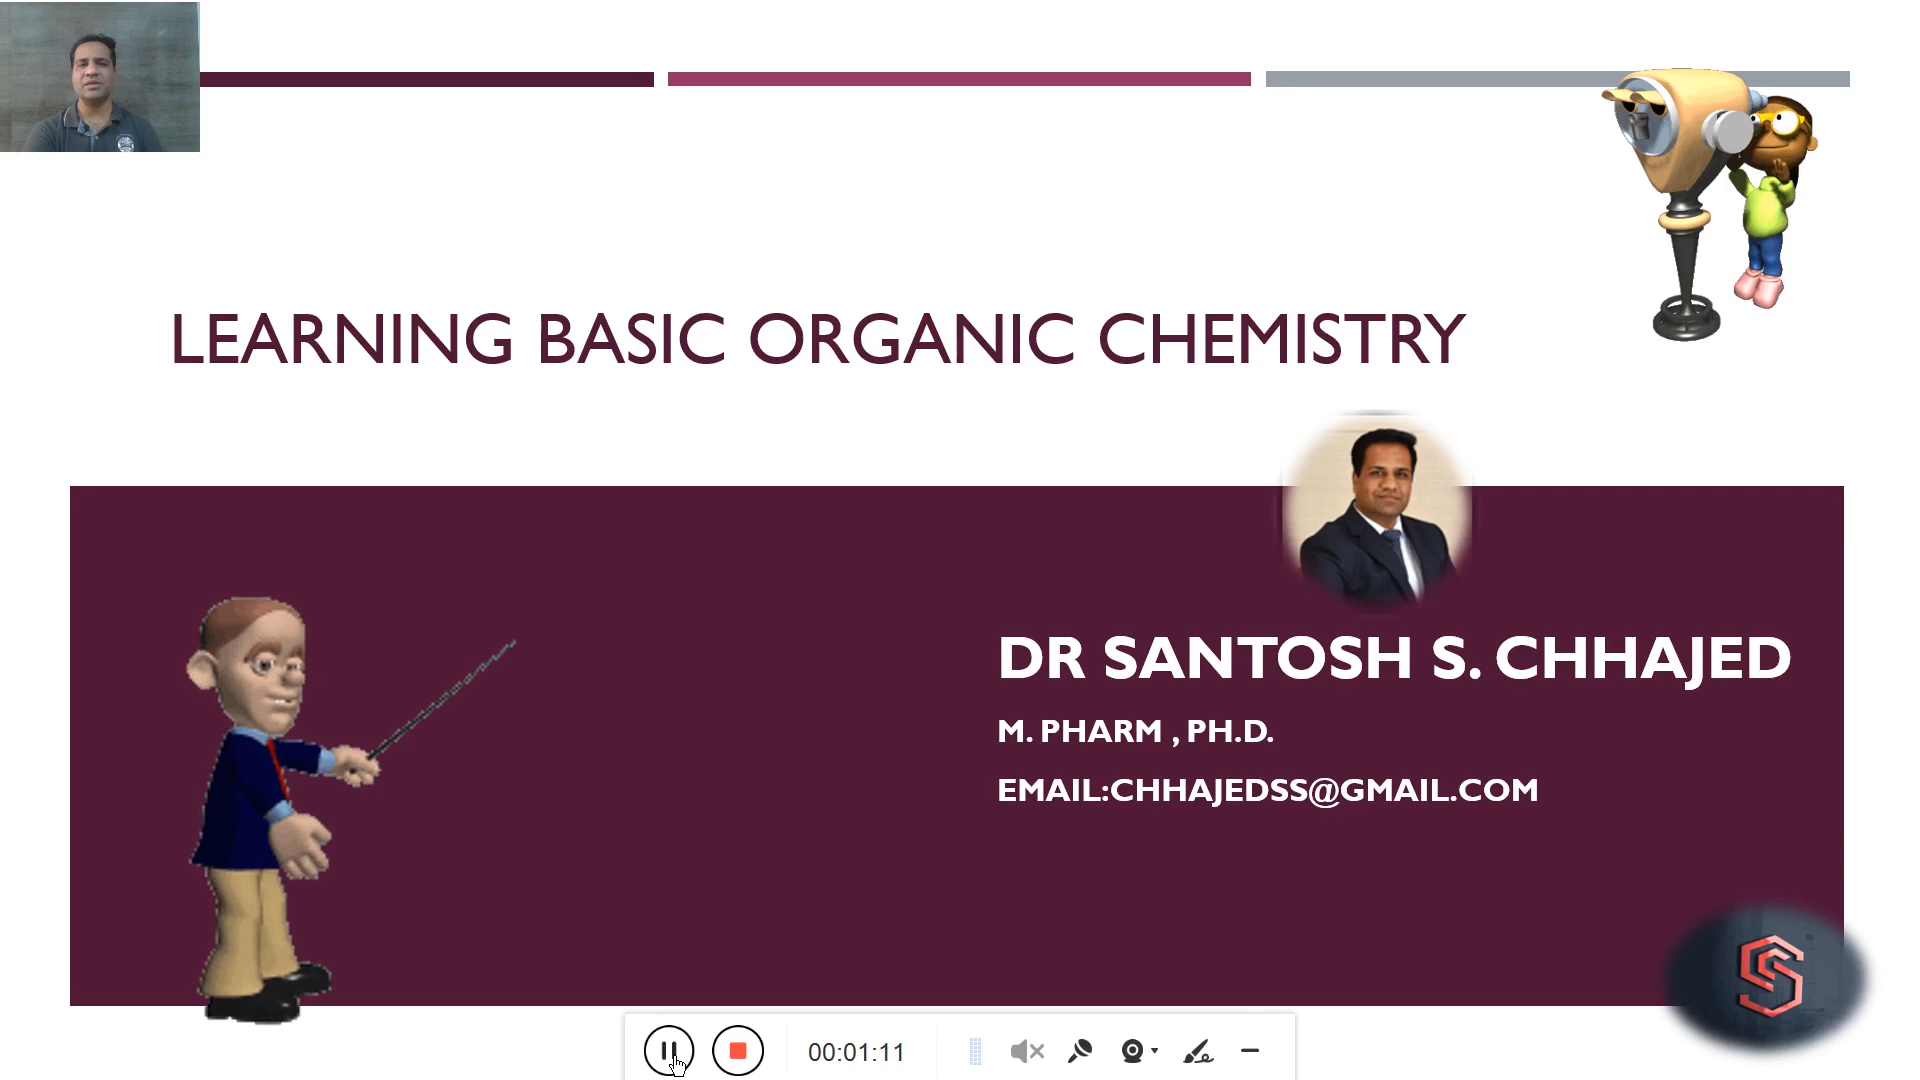 LEARNING BASIC ORGANIC CHEMISTRY
DR SANTOSH S. CHHAJED
M. PHARM , PH.D.
EMAIL:CHHAJEDSS@GMAIL.COM
00:01:11